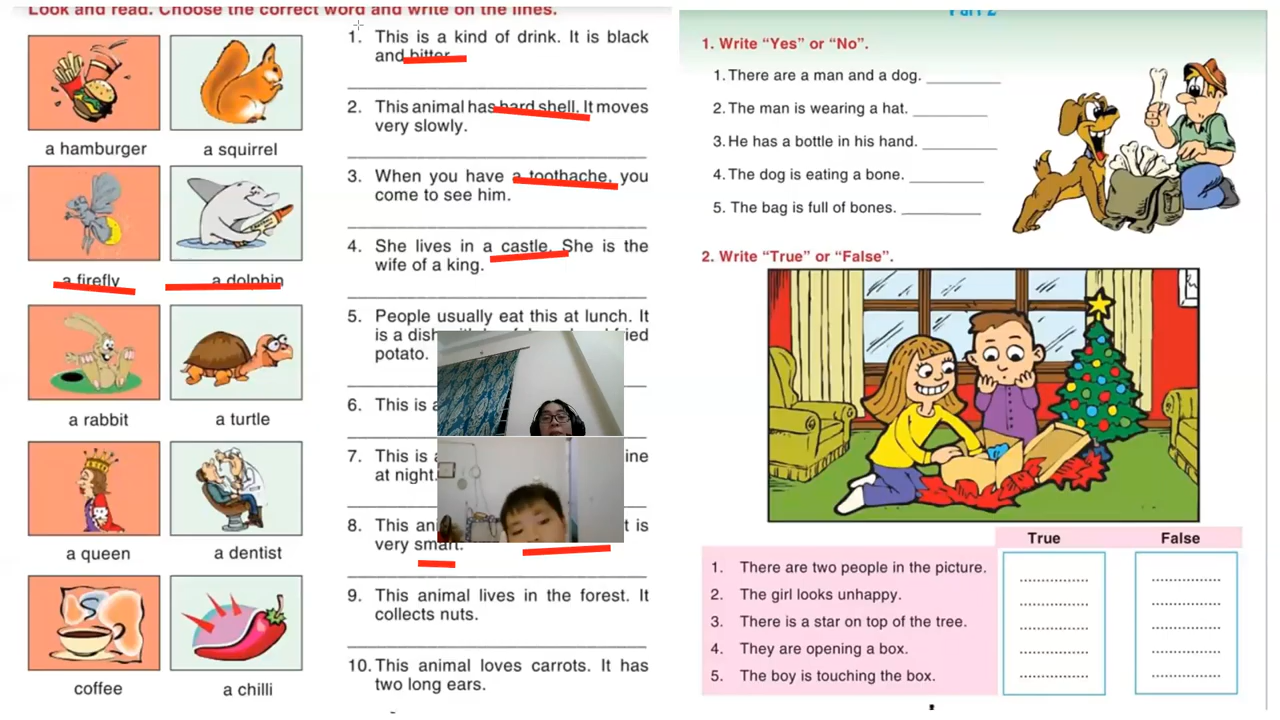 Look and read. Choose the correct word and write on the lines.
a hamburger
a squirrel
a firefly
a dolphin
a rabbit
a turtle
a queen
a dentist
coffee
a chilli
1. This is a kind of drink. It is black
and bitter.
2. This animal has hard shell. It moves
very slowly.
3. When you have a toothache, you
come to see him.
4. She lives in a castle. She is the
wife of a king.
5. People usually eat this at lunch. It
is a dish
potato.
6. This is
7. This is
at night.
8. This t is
very smart.
9. This animal lives in the forest. It
collects nuts.
10. This animal loves carrots. It has
two long ears.
Part 2
1. Write “Yes” or “No”.
1. There are a man and a dog.
2. The man is wearing a hat.
3. He has a bottle in his hand.
4. The dog is eating a bone.
5. The bag is full of bones.
2. Write “True” or “False”.
True False
1. There are two people in the picture.
2. The girl looks unhappy.
3. There is a star on top of the tree.
4. They are opening a box.
5. The boy is touching the box.